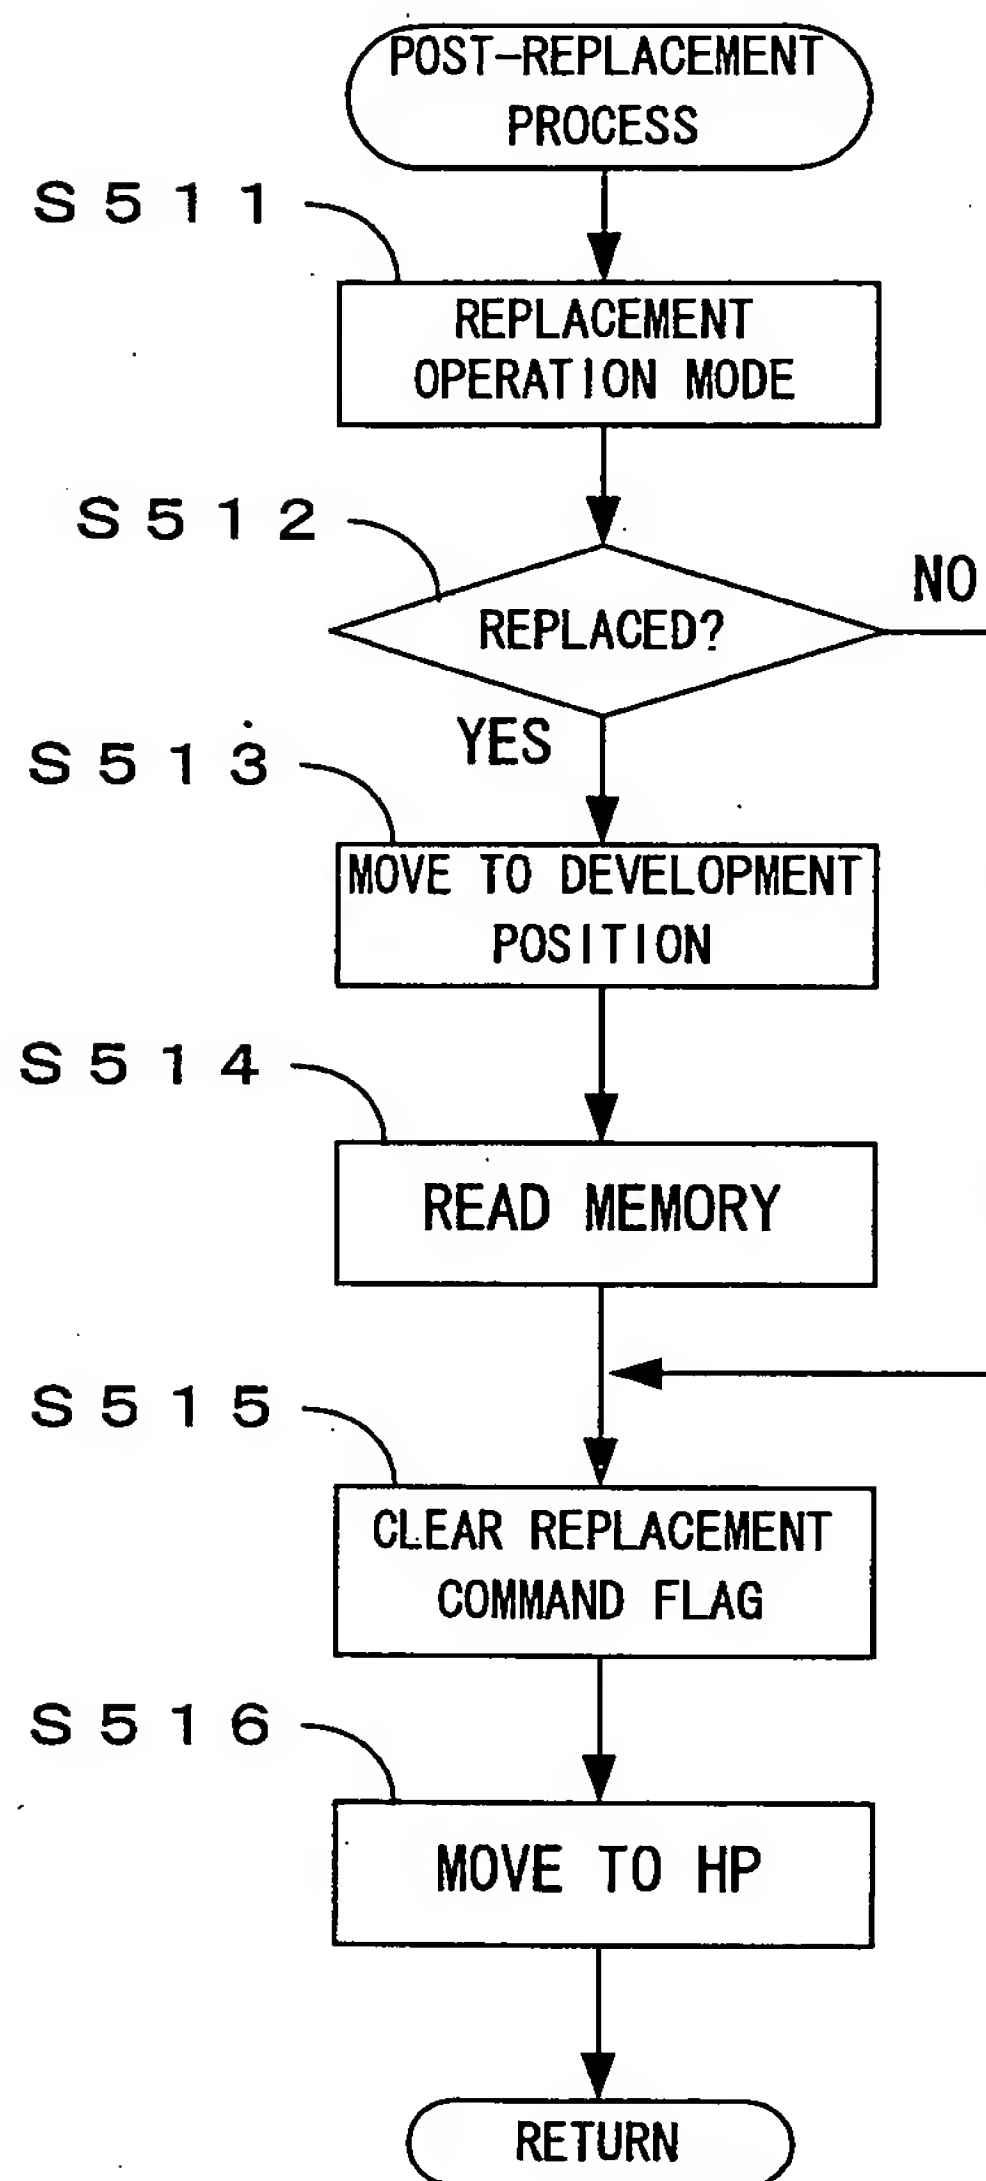 POST-REPLACEMENT
PROCESS
S511
REPLACEMENT
OPERATION MODE
S512
REPLACED?
NO
YES
S513
MOVE TO DEVELOPMENT
POSITION
S514
READ MEMORY
S515
CLEAR REPLACEMENT
COMMAND FLAG
S516
MOVE TO HP
RETURN